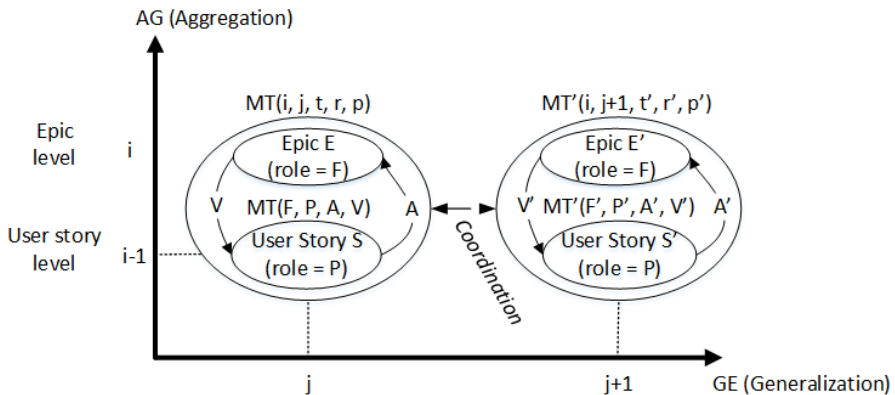 AG (Aggregation)
MT(i, j, t, r, p)
MT’(i, j+1, t’, r’, p’)
Epic
level
i
Epic E
(role = F)
Epic E’
(role = F)
V
MT(F, P, A, V)
A
V’
MT’(F’, P’, A’, V’)
A’
Coordination
User story
level
i-1
User Story S
(role = P)
User Story S’
(role = P)
j
j+1
GE (Generalization)